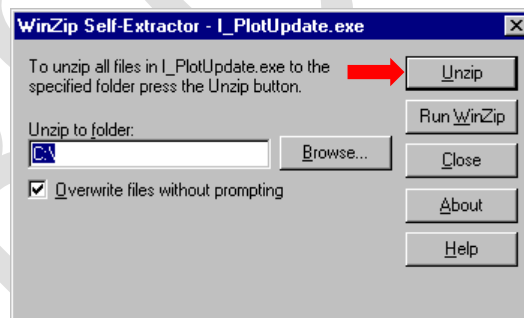 WinZip Self-Extractor - I_PlotUpdate.exe
To unzip all files in I_PlotUpdate.exe to the
specified folder press the Unzip button.
Unzip to folder:
C:\
Browse...
Overwrite files without prompting
Unzip
Run WinZip
Close
About
Help